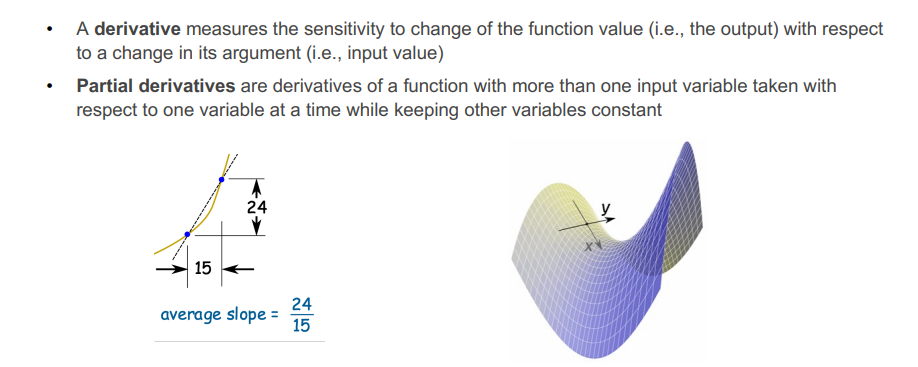 • A derivative measures the sensitivity to change of the function value (i.e., the output) with respect
to a change in its argument (i.e., input value)
• Partial derivatives are derivatives of a function with more than one input variable taken with
respect to one variable at a time while keeping other variables constant
24
15
average slope = 24
15
y
x